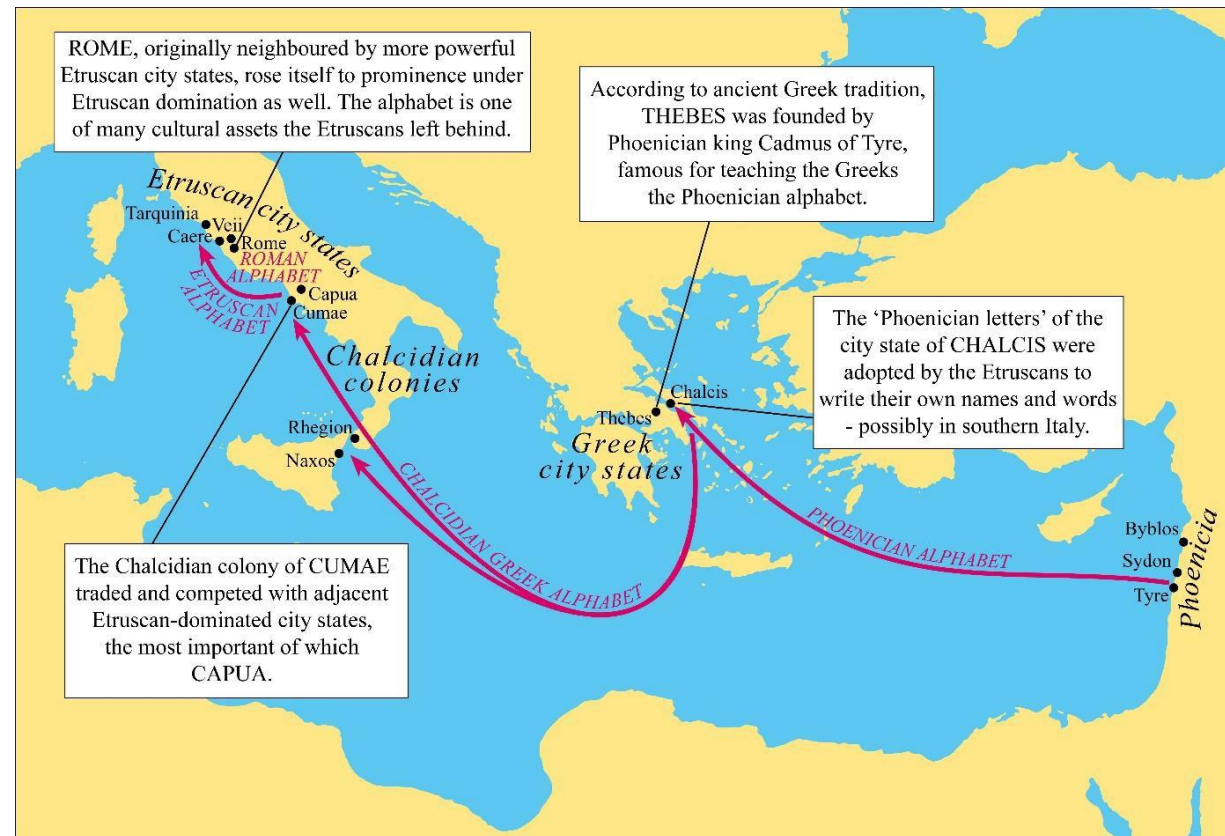 ROME, originally neighboured by more powerful
Etruscan city states, rose itself to prominence under
Etruscan domination as well. The alphabet is one
of many cultural assets the Etruscans left behind.
According to ancient Greek tradition,
THEBES was founded by
Phoenician king Cadmus of Tyre,
famous for teaching the Greeks
the Phoenician alphabet.
Etruscan city states
Tarquinia
Veii
Caere
Rome
ROMAN
ALPHABET
ETRUSCAN
ALPHABET
Capua
Cumae
The ‘Phoenician letters’ of the
city state of CHALCIS were
adopted by the Etruscans to
write their own names and words
- possibly in southern Italy.
Chalcidian
colonies
Chalcis
Thebes
Rhegion
Naxos
Greek
city states
CHALCIDIAN GREEK ALPHABET
PHOENICIAN ALPHABET
Byblos
Sydon
Tyre
Phoenicia
The Chalcidian colony of CUMAE
traded and competed with adjacent
Etruscan-dominated city states,
the most important of which
CAPUA.